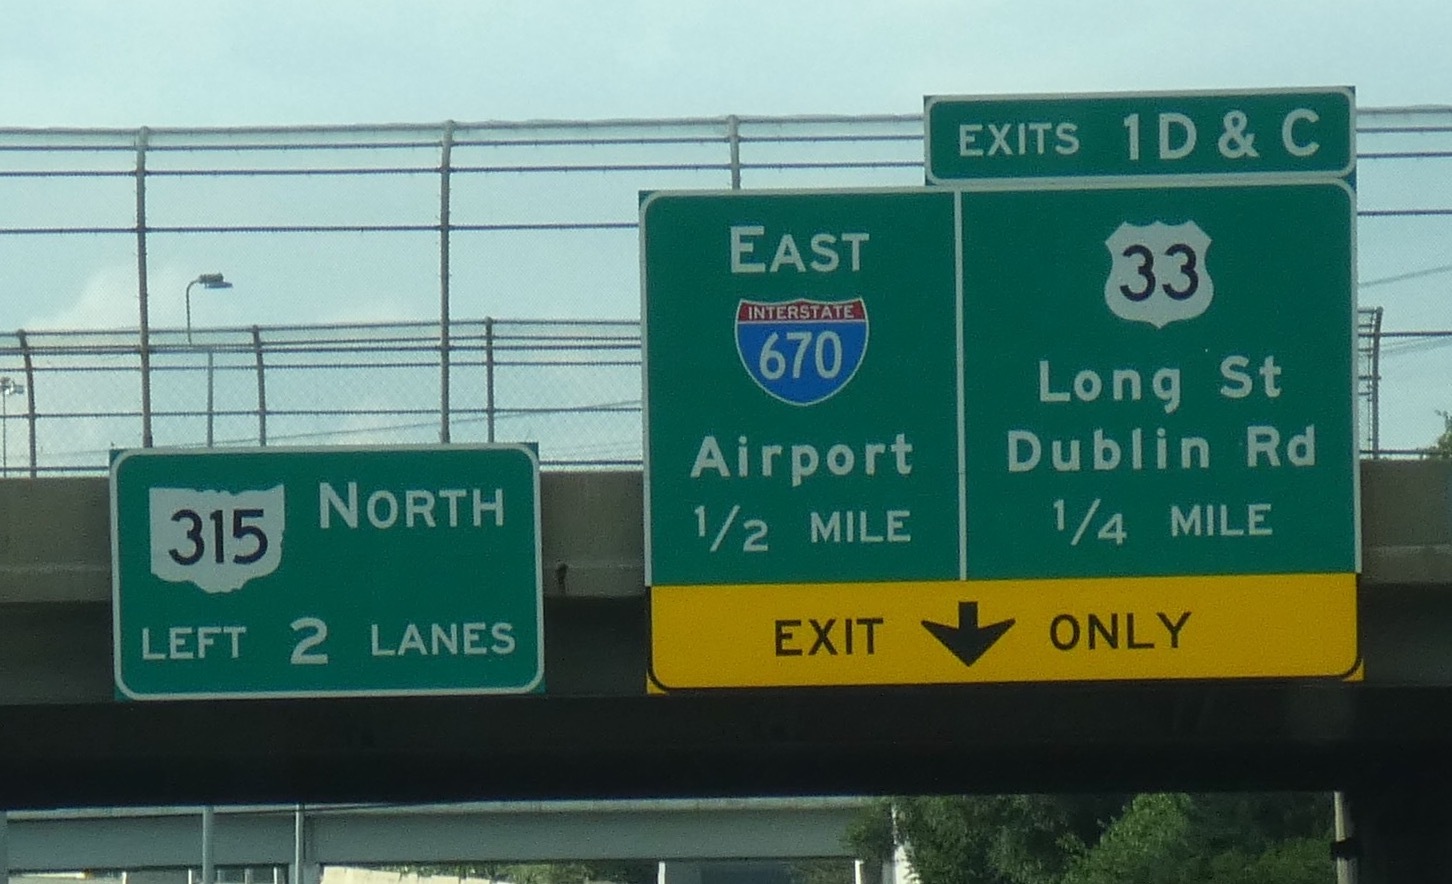 315 NORTH
LEFT 2 LANES
EXITS 1D & C
EAST
INTERSTATE
670
Airport
1/2 MILE
33
Long St
Dublin Rd
1/4 MILE
EXIT ONLY